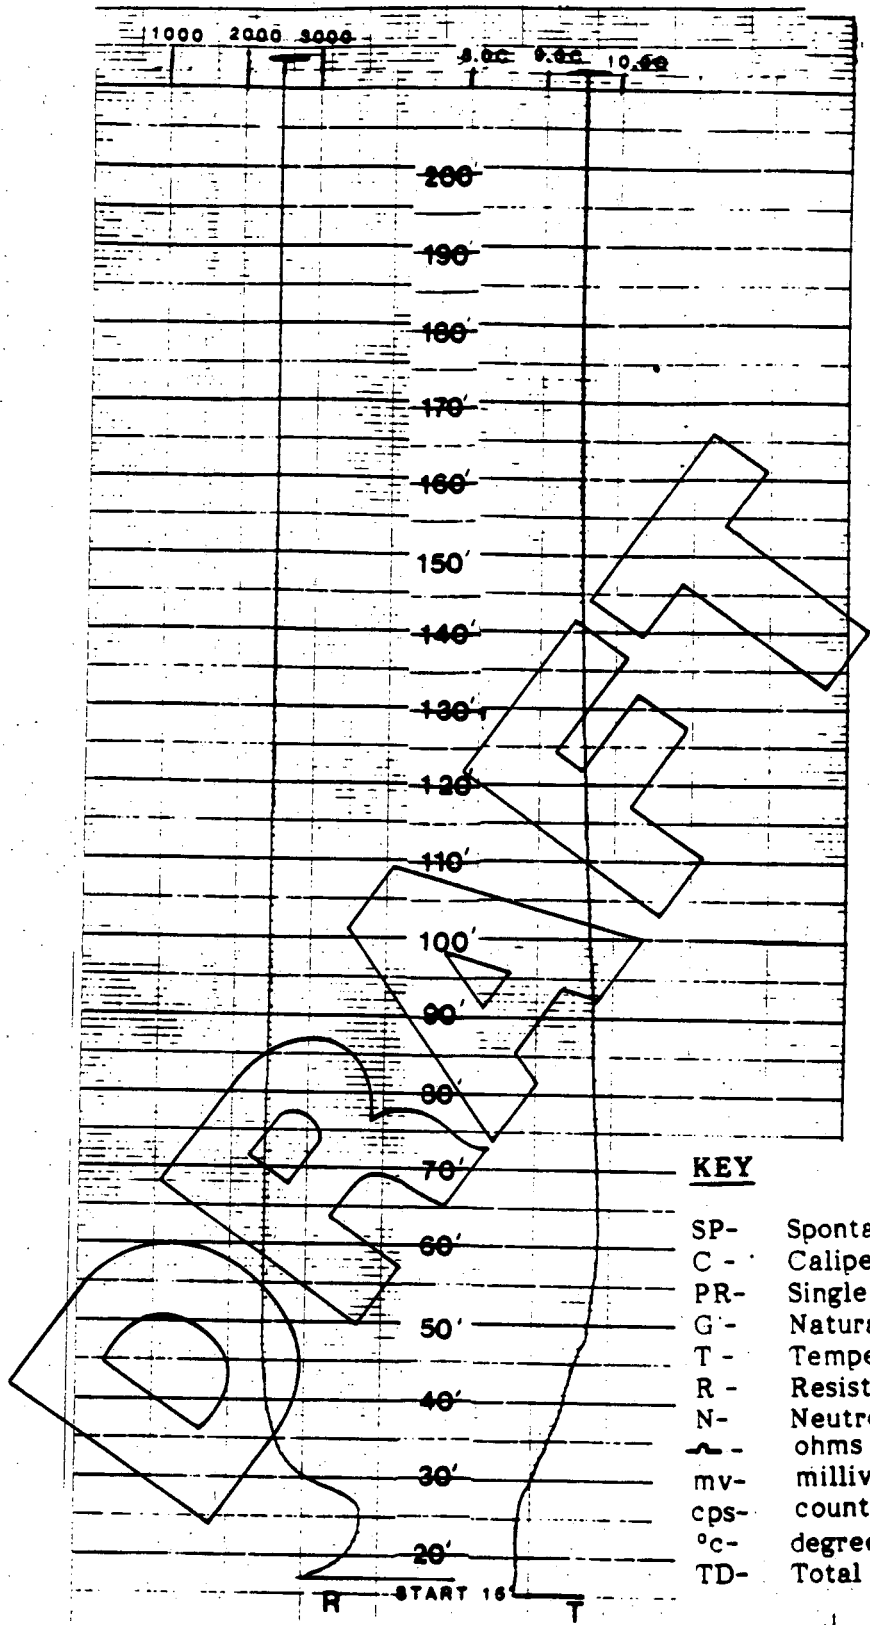 1000 2000 3000 8.0C 9.0C 10.0C
200'
190'
180'
170'
160'
150'
140'
130'
120'
110'
100'
90'
80'
70'
60'
50'
40'
30'
20'
START 16'
R T
DRAFT
KEY
SP- Sponta
C - Calipe
PR- Single
G - Natura
T - Tempe
R - Resist
N- Neutro
- ohms
mv- milliv
cps- count
°c- degree
TD- Total